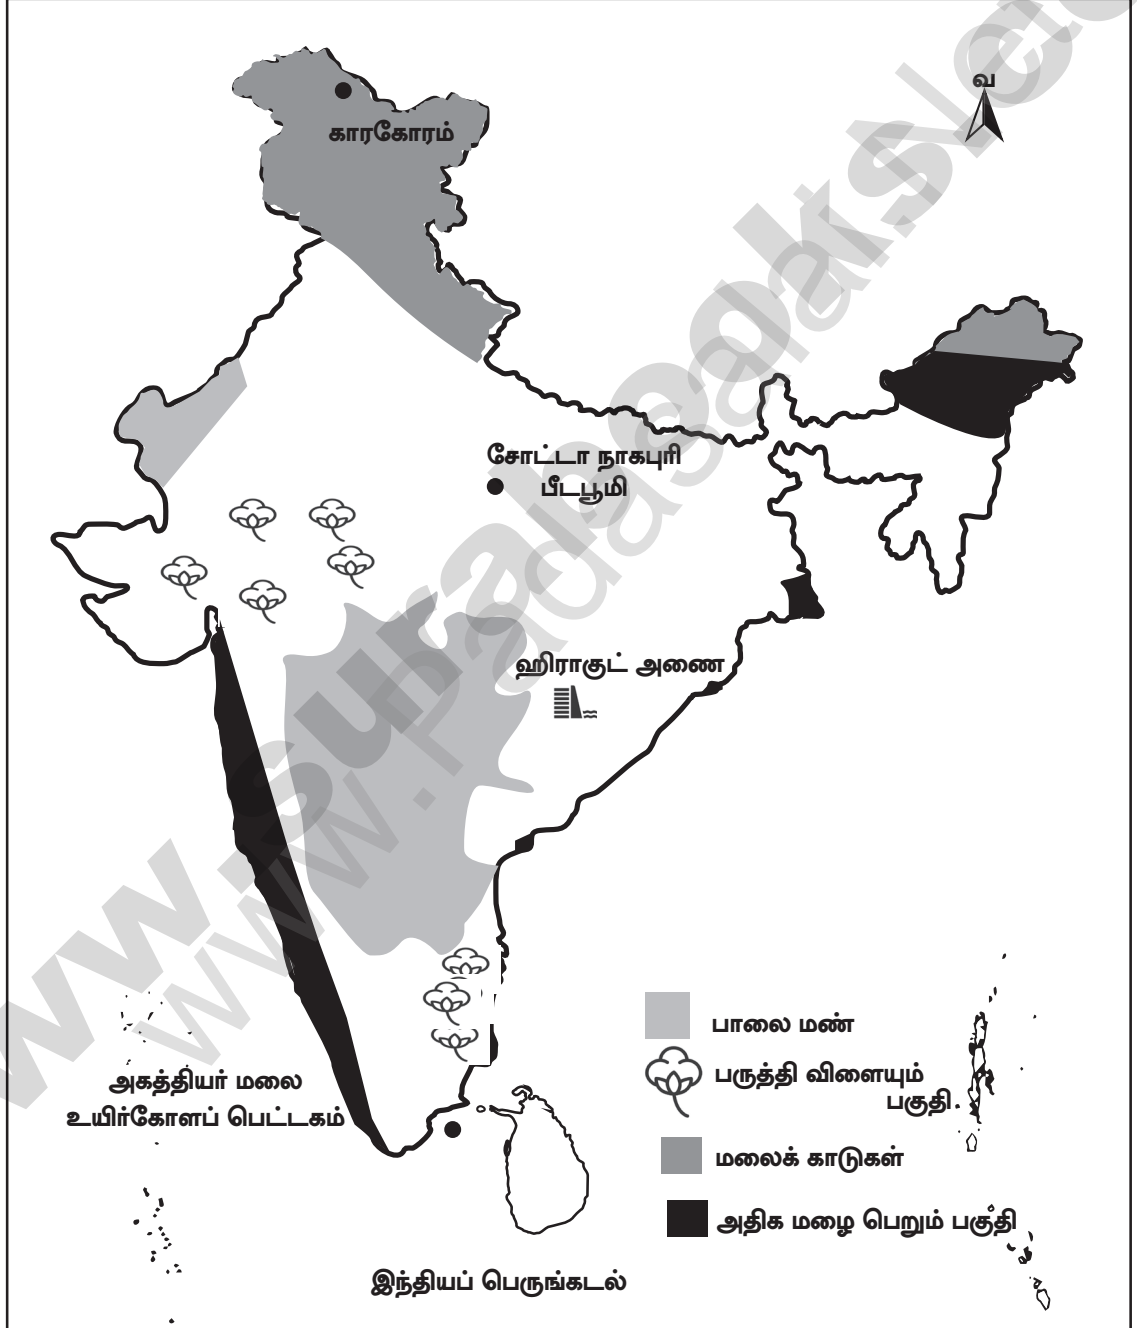 வ
காரகோரம்
சோட்டா நாகபுரி
பீடபூமி
ஹிராகுட் அணை
பாலை மண்
பருத்தி விளையும்
பகுதி
அகத்தியர் மலை
உயிர்கோளப் பெட்டகம்
மலைக் காடுகள்
அதிக மழை பெறும் பகுதி
இந்தியப் பெருங்கடல்